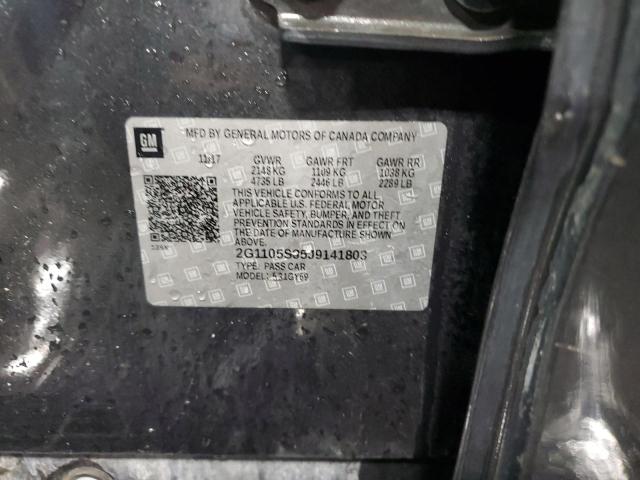 GM
MFD BY GENERAL MOTORS OF CANADA COMPANY
11/17 GVWR GAWR FRT GAWR RR
2148 KG 1109 KG 1038 KG
4735 LB 2446 LB 2289 LB
THIS VEHICLE CONFORMS TO ALL
APPLICABLE U.S. FEDERAL MOTOR
VEHICLE SAFETY, BUMPER, AND THEFT
PREVENTION STANDARDS IN EFFECT ON
THE DATE OF MANUFACTURE SHOWN
ABOVE.
2G1105S35J9141803
TYPE: PASS CAR
MODEL: